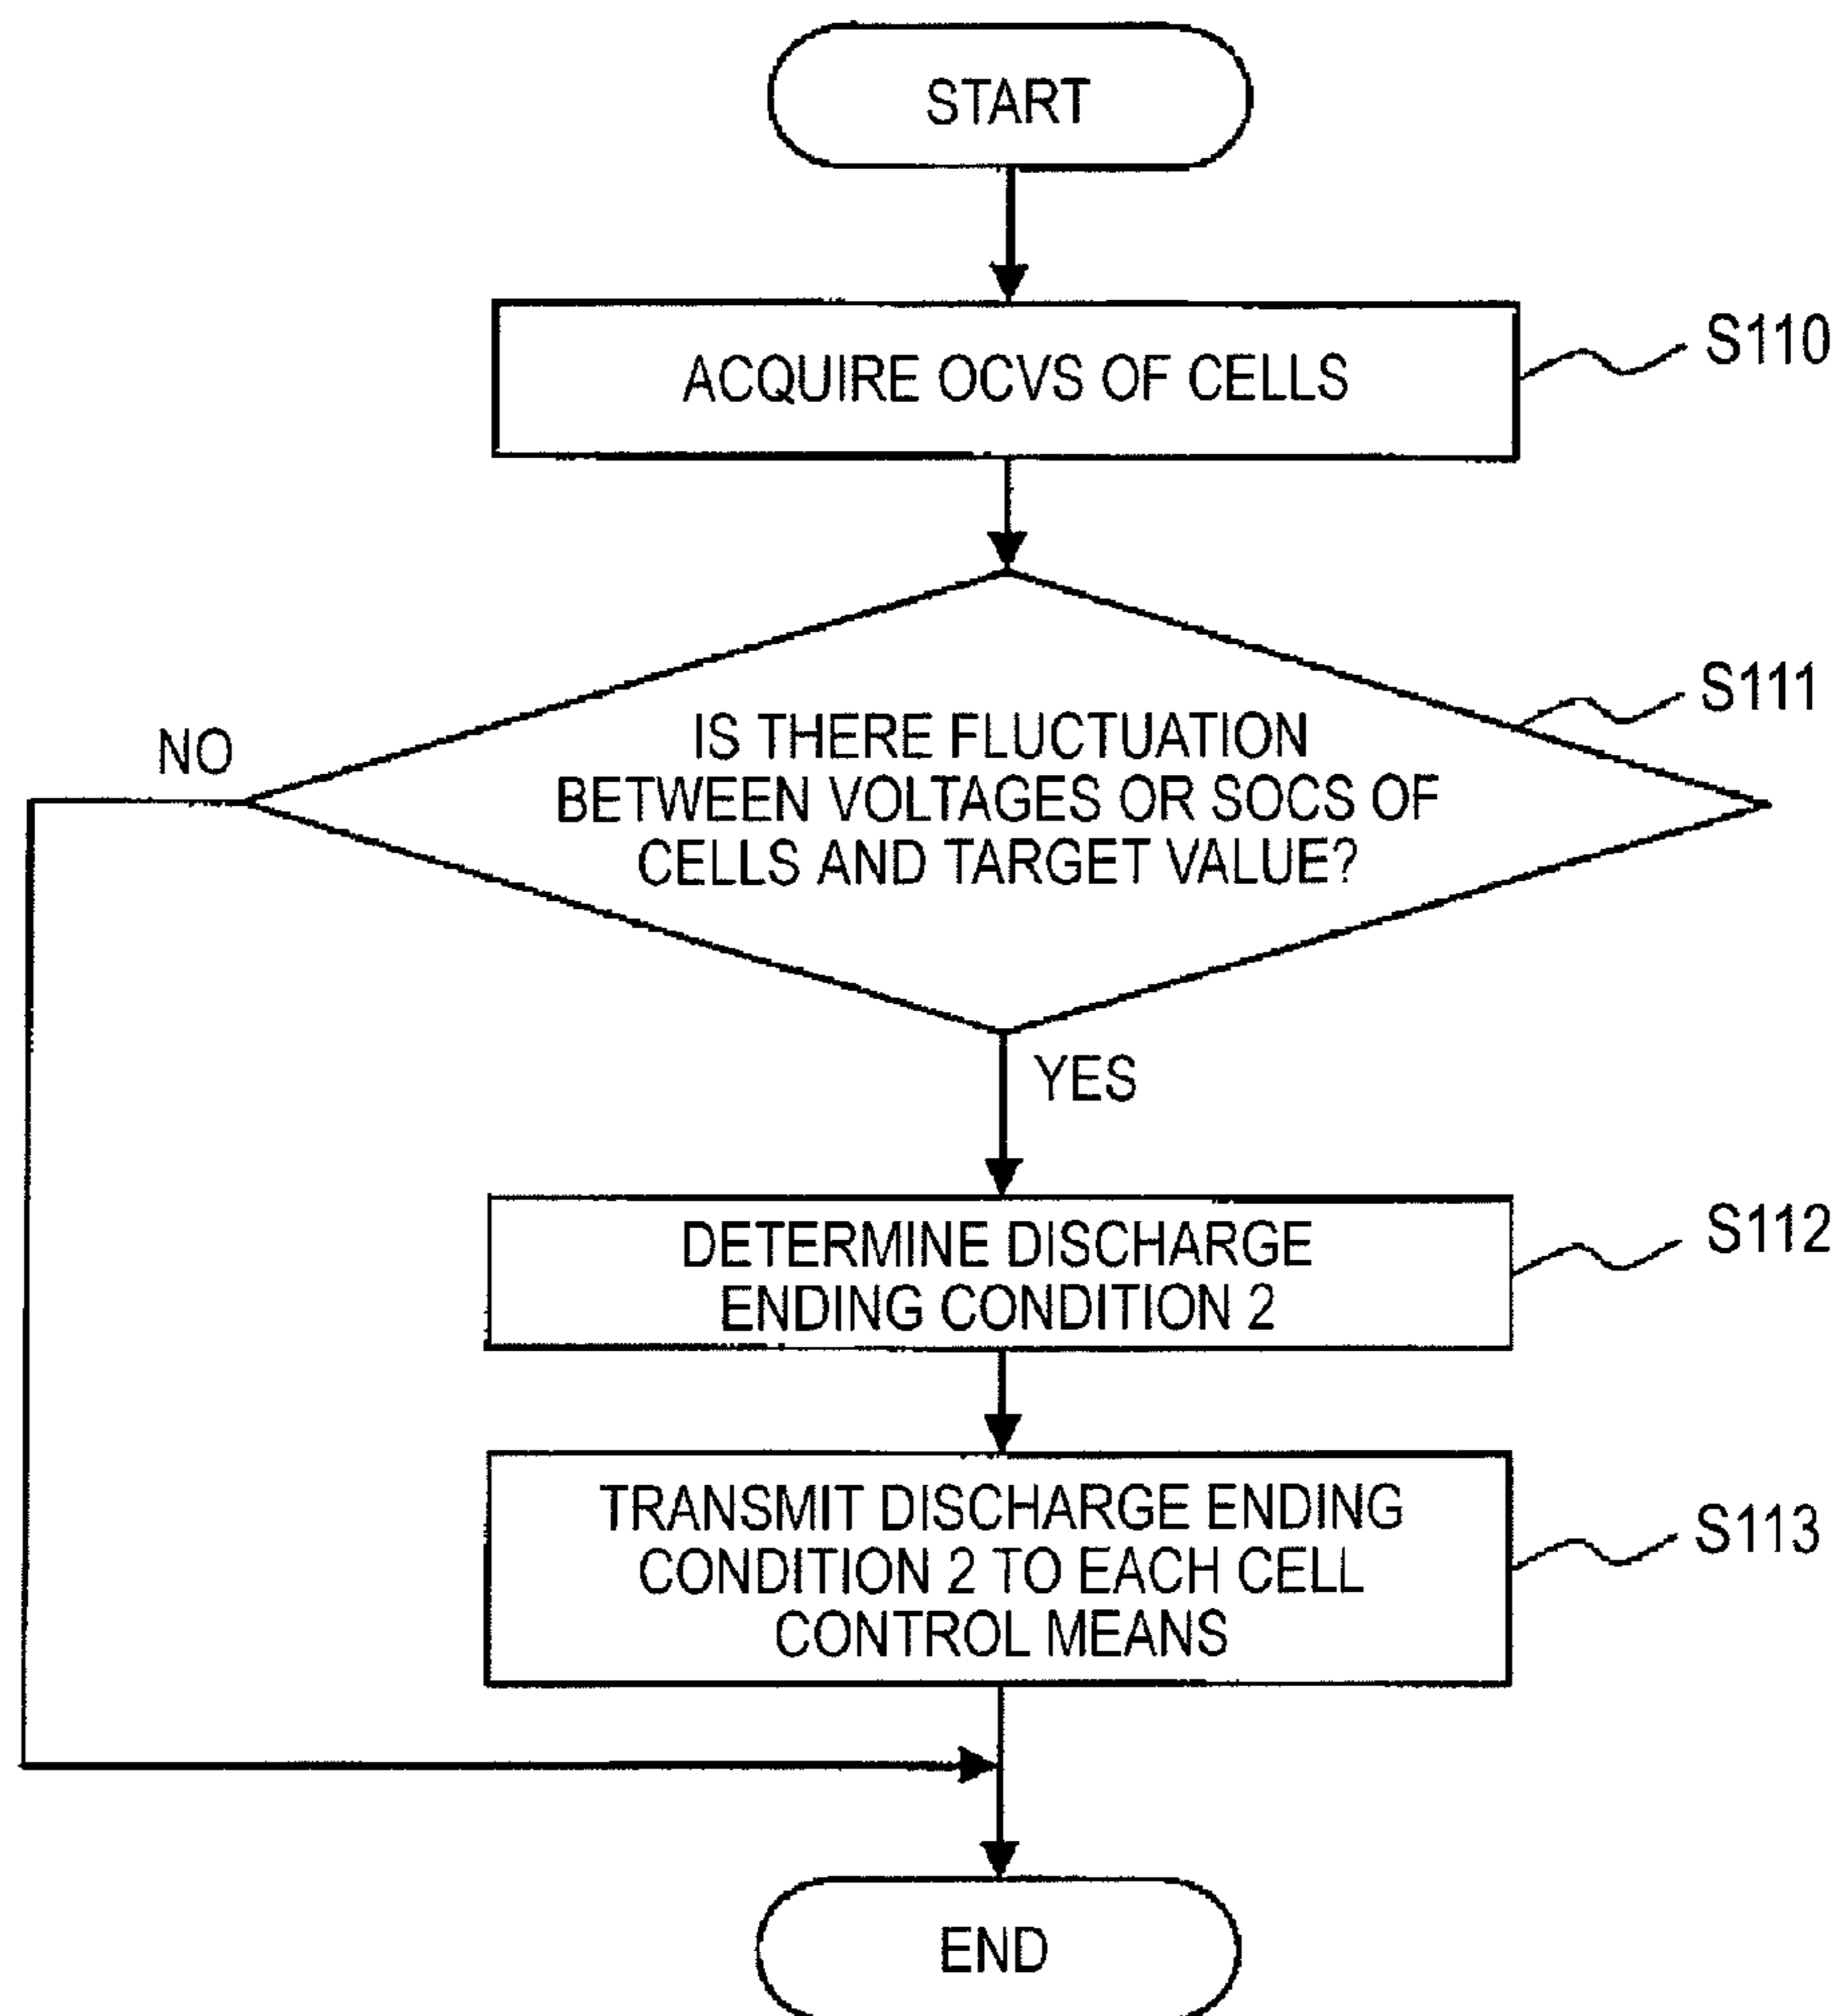 START
ACQUIRE OCVS OF CELLS
S110
IS THERE FLUCTUATION
BETWEEN VOLTAGES OR SOCS OF
CELLS AND TARGET VALUE?
S111
NO
YES
DETERMINE DISCHARGE
ENDING CONDITION 2
S112
TRANSMIT DISCHARGE ENDING
CONDITION 2 TO EACH CELL
CONTROL MEANS
S113
END